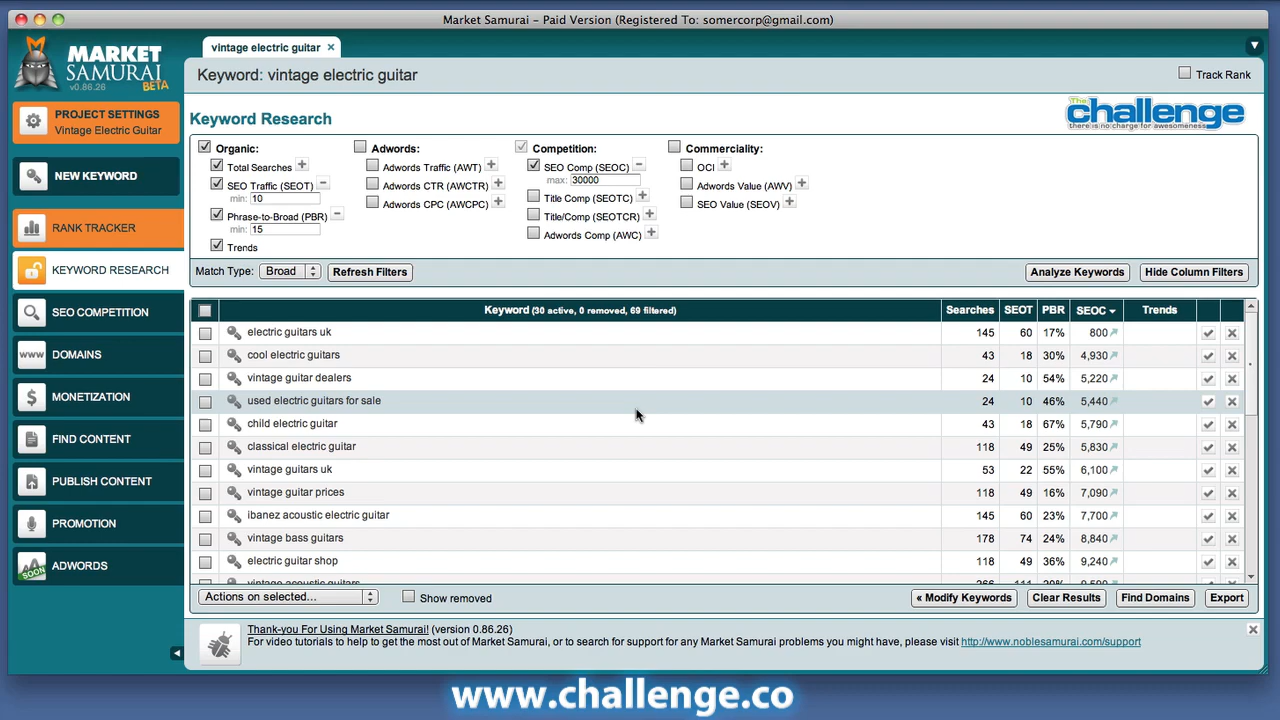 Market Samurai – Paid Version (Registered To: somercorp@gmail.com)
MARKET SAMURAI BETA
v0.86.26
vintage electric guitar
Keyword: vintage electric guitar
Track Rank
PROJECT SETTINGS
Vintage Electric Guitar
NEW KEYWORD
RANK TRACKER
KEYWORD RESEARCH
SEO COMPETITION
WWW DOMAINS
$ MONETIZATION
FIND CONTENT
PUBLISH CONTENT
PROMOTION
SOON ADWORDS
Keyword Research
The challenge
there is no charge for awesomeness
Organic:
Total Searches
SEO Traffic (SEOT)
min: 10
Phrase-to-Broad (PBR)
min: 15
Trends
Adwords:
Adwords Traffic (AWT)
Adwords CTR (AWCTR)
Adwords CPC (AWCPC)
Competition:
SEO Comp (SEOC)
max: 30000
Title Comp (SEOTC)
Title/Comp (SEOTCR)
Adwords Comp (AWC)
Commerciality:
OCI
Adwords Value (AWV)
SEO Value (SEOV)
Match Type: Broad Refresh Filters Analyze Keywords Hide Column Filters
Keyword (30 active, 0 removed, 69 filtered) Searches SEOT PBR SEOC Trends
electric guitars uk 145 60 17% 800
cool electric guitars 43 18 30% 4,930
vintage guitar dealers 24 10 54% 5,220
used electric guitars for sale 24 10 46% 5,440
child electric guitar 43 18 67% 5,790
classical electric guitar 118 49 25% 5,830
vintage guitars uk 53 22 55% 6,100
vintage guitar prices 118 49 16% 7,090
ibanez acoustic electric guitar 145 60 23% 7,700
vintage bass guitars 178 74 24% 8,840
electric guitar shop 118 49 36% 9,240
vintage acoustic guitars
Actions on selected... Show removed « Modify Keywords Clear Results Find Domains Export
Thank-you For Using Market Samurai! (version 0.86.26)
For video tutorials to help to get the most out of Market Samurai, or to search for support for any Market Samurai problems you might have, please visit http://www.noblesamurai.com/support
www.challenge.co